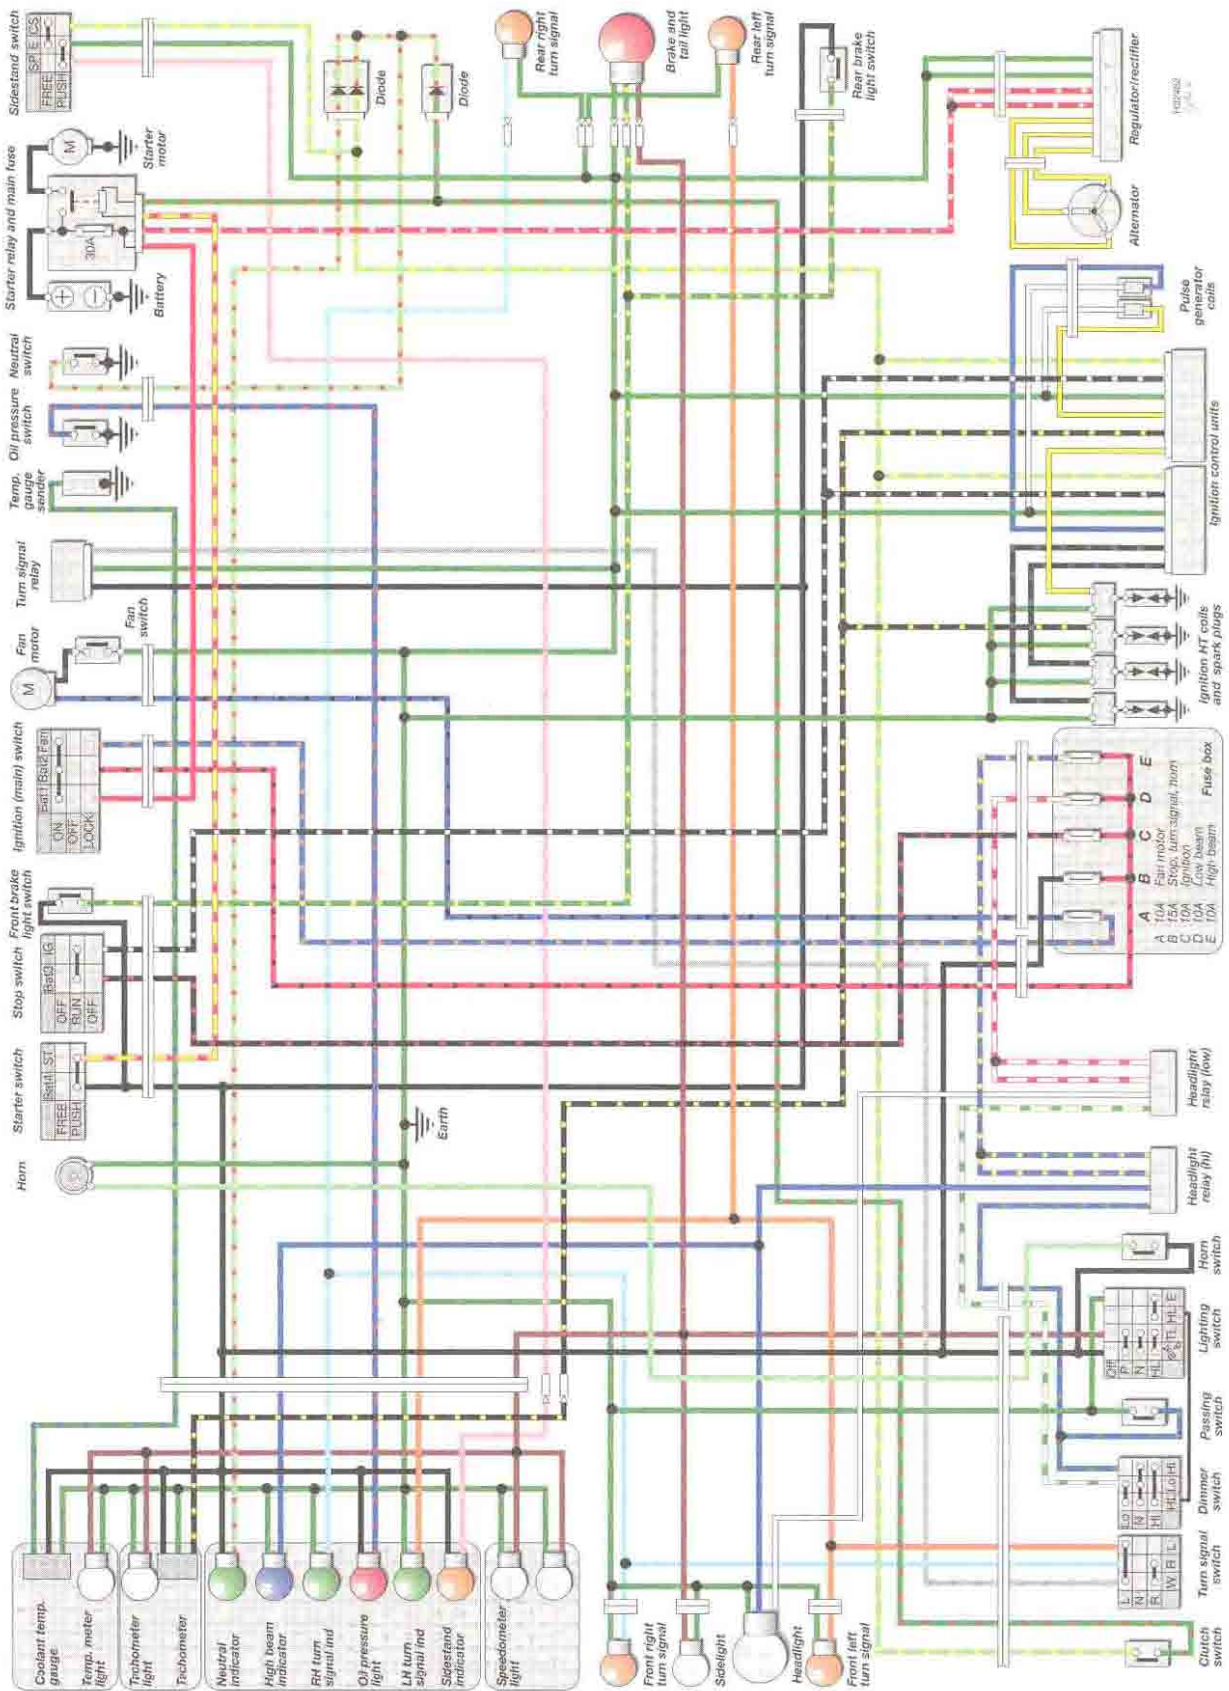 Sidestand switch
FREE
PUSH
SP E CS
Starter relay and main fuse
30A
M
Starter motor
Battery
Neutral switch
Oil pressure switch
Temp. gauge sender
Turn signal relay
Fan motor
M
Fan switch
Ignition (main) switch
Bat1 Bat2 Fan
ON
OFF
LOCK
Front brake light switch
Stop switch
Bat3 IG
OFF
RUN
OFF
Starter switch
Bat4 ST
FREE
PUSH
Horn
Diode
Diode
Rear right turn signal
Brake and tail light
Rear left turn signal
Rear brake light switch
Regulator/rectifier
Alternator
Pulse generator coils
Ignition control units
Ignition HT coils and spark plugs
Fuse box
A B C D E
A 10A Fan motor
B 15A Stop, turn signal, horn
C 10A Ignition
D 10A Low beam
E 10A High beam
Headlight relay (low)
Headlight relay (hi)
Horn switch
Lighting switch
Off
P
N
HL
TL HL E
Passing switch
Dimmer switch
Lo
N
Hi
HL Lo Hi
Turn signal switch
L
N
R
W R L
Clutch switch
Earth
Coolant temp. gauge
Temp. meter light
Tachometer light
Tachometer
Neutral indicator
High beam indicator
RH turn signal ind
Oil pressure light
LH turn signal ind
Sidestand indicator
Speedometer light
Front right turn signal
Sidelight
Headlight
Front left turn signal